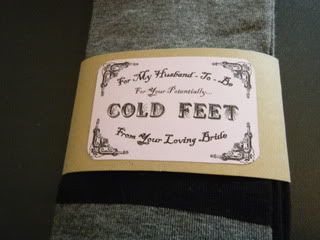 For My Husband-To-Be
For Your Potentially...
COLD FEET
From Your Loving Bride